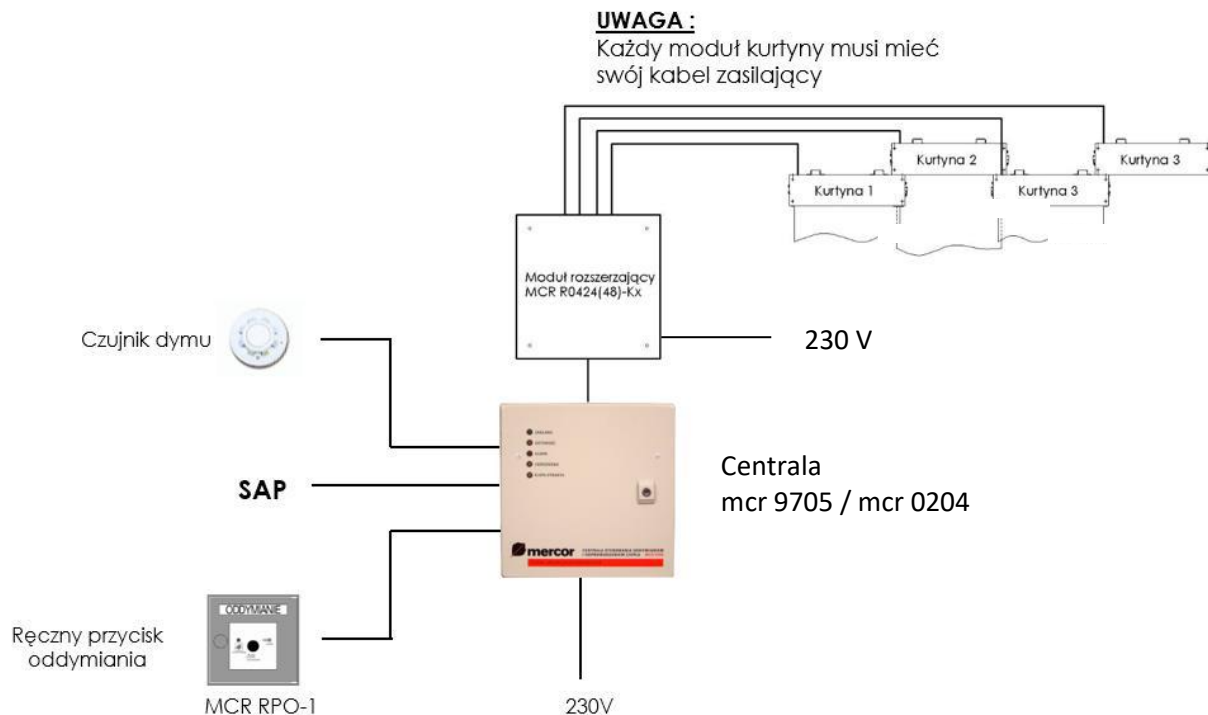 UWAGA :
Każdy moduł kurtyny musi mieć
swój kabel zasilający
Kurtyna 2
Kurtyna 3
Kurtyna 1
Kurtyna 3
Moduł rozszerzający
MCR R0424(48)-Kx
Czujnik dymu
230 V
SAP
Centrala
mcr 9705 / mcr 0204
mercor
ODDYMIANIE
Ręczny przycisk
oddymiania
MCR RPO-1
230V